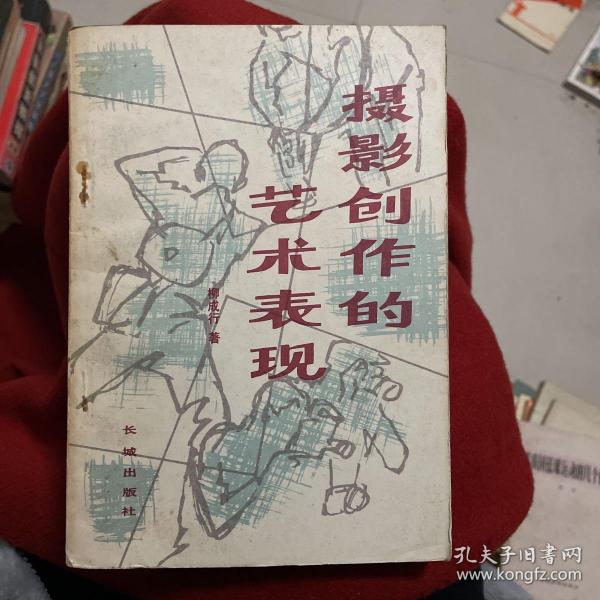 摄影创作的
艺术表现
柳成行 著
长城出版社
孔夫子旧书网
www.kongfz.com